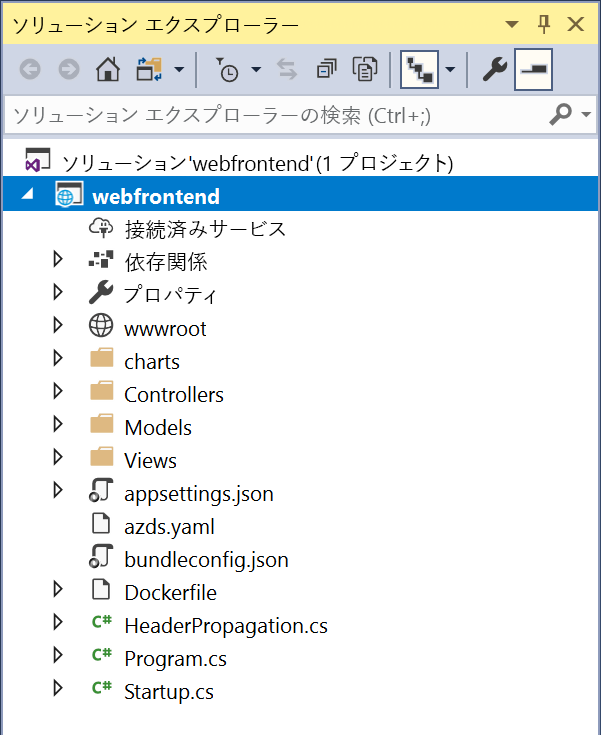 ソリューション エクスプローラー
ソリューション エクスプローラーの検索 (Ctrl+;)
ソリューション'webfrontend'(1 プロジェクト)
webfrontend
接続済みサービス
依存関係
プロパティ
wwwroot
charts
Controllers
Models
Views
appsettings.json
azds.yaml
bundleconfig.json
Dockerfile
C# HeaderPropagation.cs
C# Program.cs
C# Startup.cs